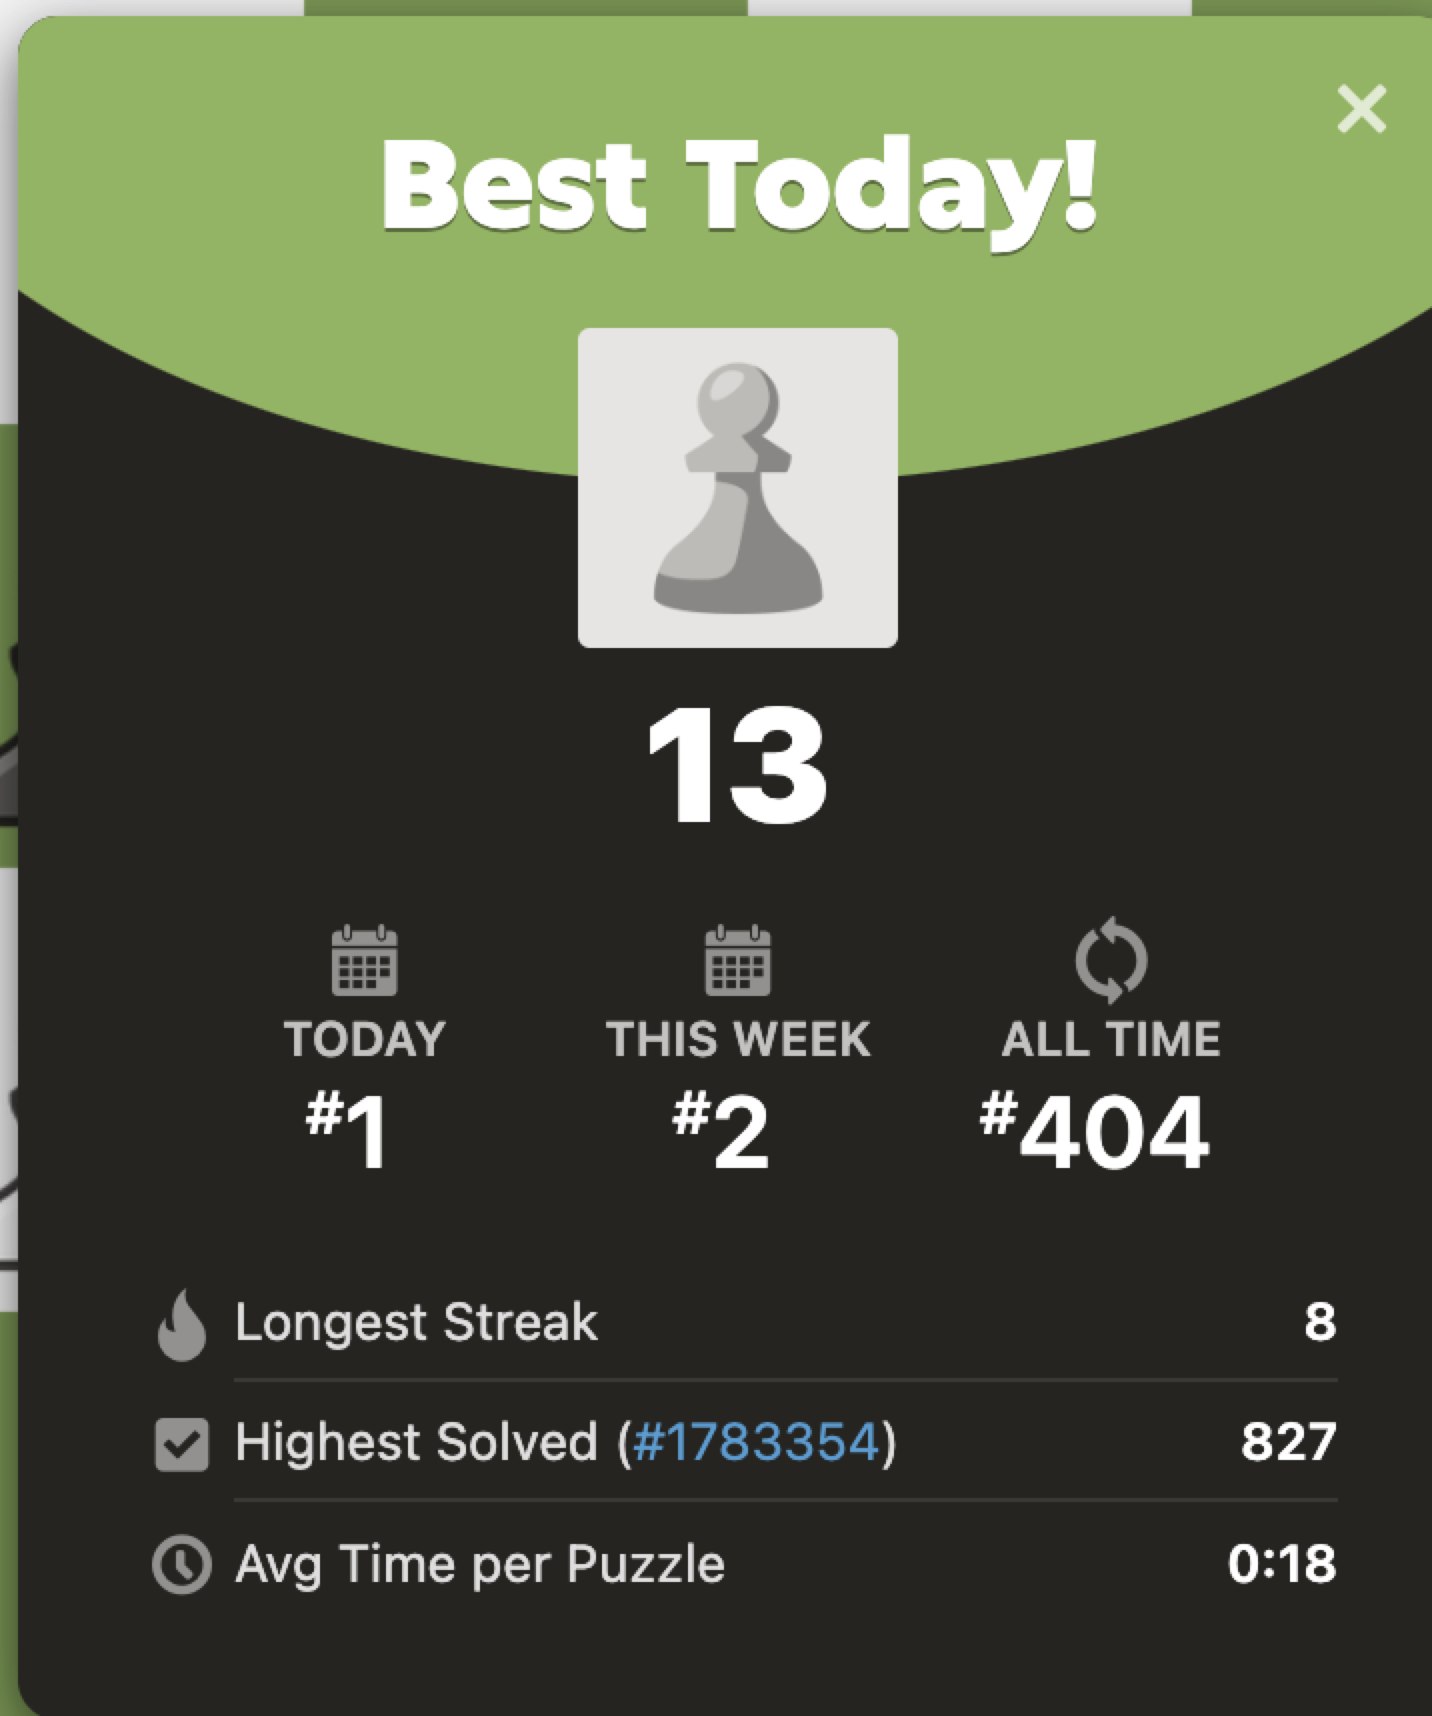 Best Today!
13
TODAY THIS WEEK ALL TIME
#1 #2 #404
Longest Streak 8
Highest Solved (#1783354) 827
Avg Time per Puzzle 0:18